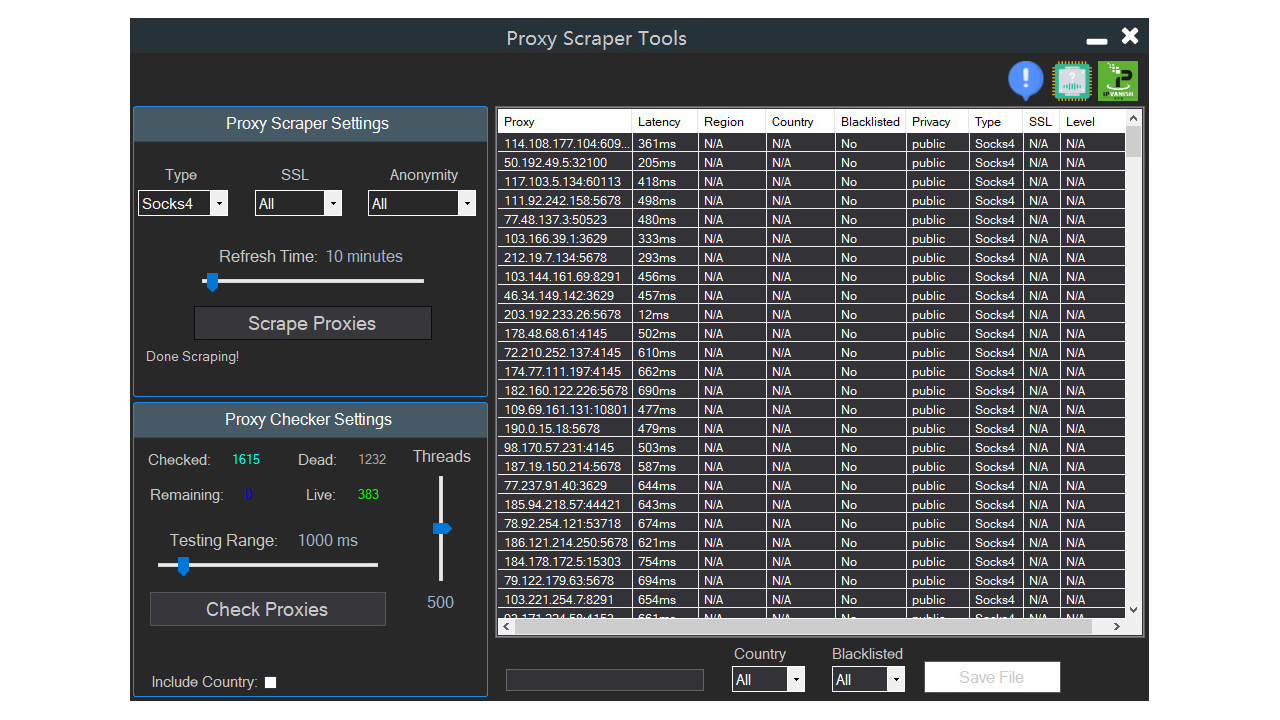 Proxy Scraper Tools
IPVANISH
Proxy Scraper Settings
Type SSL Anonymity
Socks4 All All
Refresh Time: 10 minutes
Scrape Proxies
Done Scraping!
Proxy Checker Settings
Checked: 1615 Dead: 1232 Threads
Remaining: 0 Live: 383
Testing Range: 1000 ms
Check Proxies
500
Include Country:
Proxy Latency Region Country Blacklisted Privacy Type SSL Level
114.108.177.104:609... 361ms N/A N/A No public Socks4 N/A N/A
50.192.49.5:32100 205ms N/A N/A No public Socks4 N/A N/A
117.103.5.134:60113 418ms N/A N/A No public Socks4 N/A N/A
111.92.242.158:5678 498ms N/A N/A No public Socks4 N/A N/A
77.48.137.3:50523 480ms N/A N/A No public Socks4 N/A N/A
103.166.39.1:3629 333ms N/A N/A No public Socks4 N/A N/A
212.19.7.134:5678 293ms N/A N/A No public Socks4 N/A N/A
103.144.161.69:8291 456ms N/A N/A No public Socks4 N/A N/A
46.34.149.142:3629 457ms N/A N/A No public Socks4 N/A N/A
203.192.233.26:5678 12ms N/A N/A No public Socks4 N/A N/A
178.48.68.61:4145 502ms N/A N/A No public Socks4 N/A N/A
72.210.252.137:4145 610ms N/A N/A No public Socks4 N/A N/A
174.77.111.197:4145 662ms N/A N/A No public Socks4 N/A N/A
182.160.122.226:5678 690ms N/A N/A No public Socks4 N/A N/A
109.69.161.131:10801 477ms N/A N/A No public Socks4 N/A N/A
190.0.15.18:5678 479ms N/A N/A No public Socks4 N/A N/A
98.170.57.231:4145 503ms N/A N/A No public Socks4 N/A N/A
187.19.150.214:5678 587ms N/A N/A No public Socks4 N/A N/A
77.237.91.40:3629 644ms N/A N/A No public Socks4 N/A N/A
185.94.218.57:44421 643ms N/A N/A No public Socks4 N/A N/A
78.92.254.121:53718 674ms N/A N/A No public Socks4 N/A N/A
186.121.214.250:5678 621ms N/A N/A No public Socks4 N/A N/A
184.178.172.5:15303 754ms N/A N/A No public Socks4 N/A N/A
79.122.179.63:5678 694ms N/A N/A No public Socks4 N/A N/A
103.221.254.7:8291 654ms N/A N/A No public Socks4 N/A N/A
Country Blacklisted
All All Save File